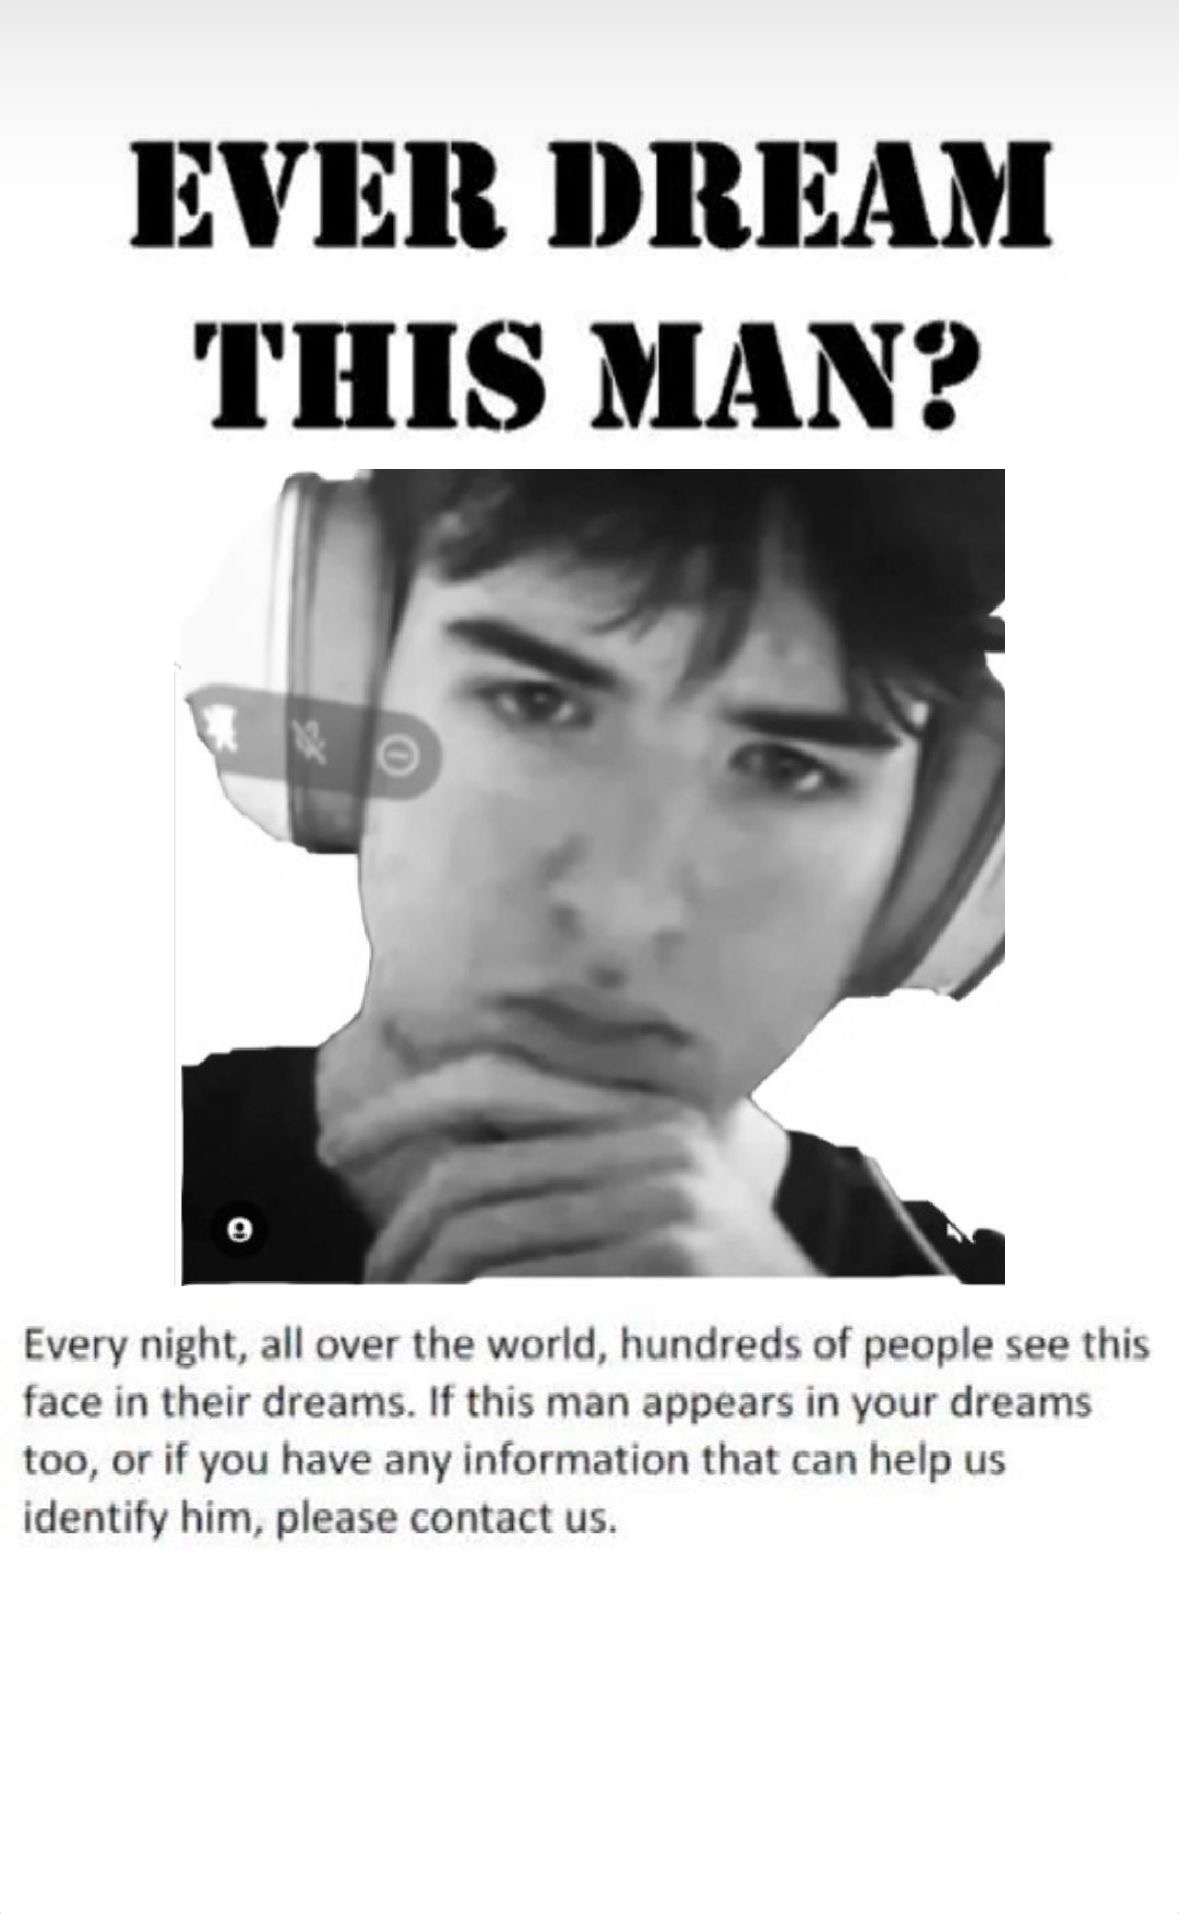 EVER DREAM
THIS MAN?
Every night, all over the world, hundreds of people see this
face in their dreams. If this man appears in your dreams
too, or if you have any information that can help us
identify him, please contact us.